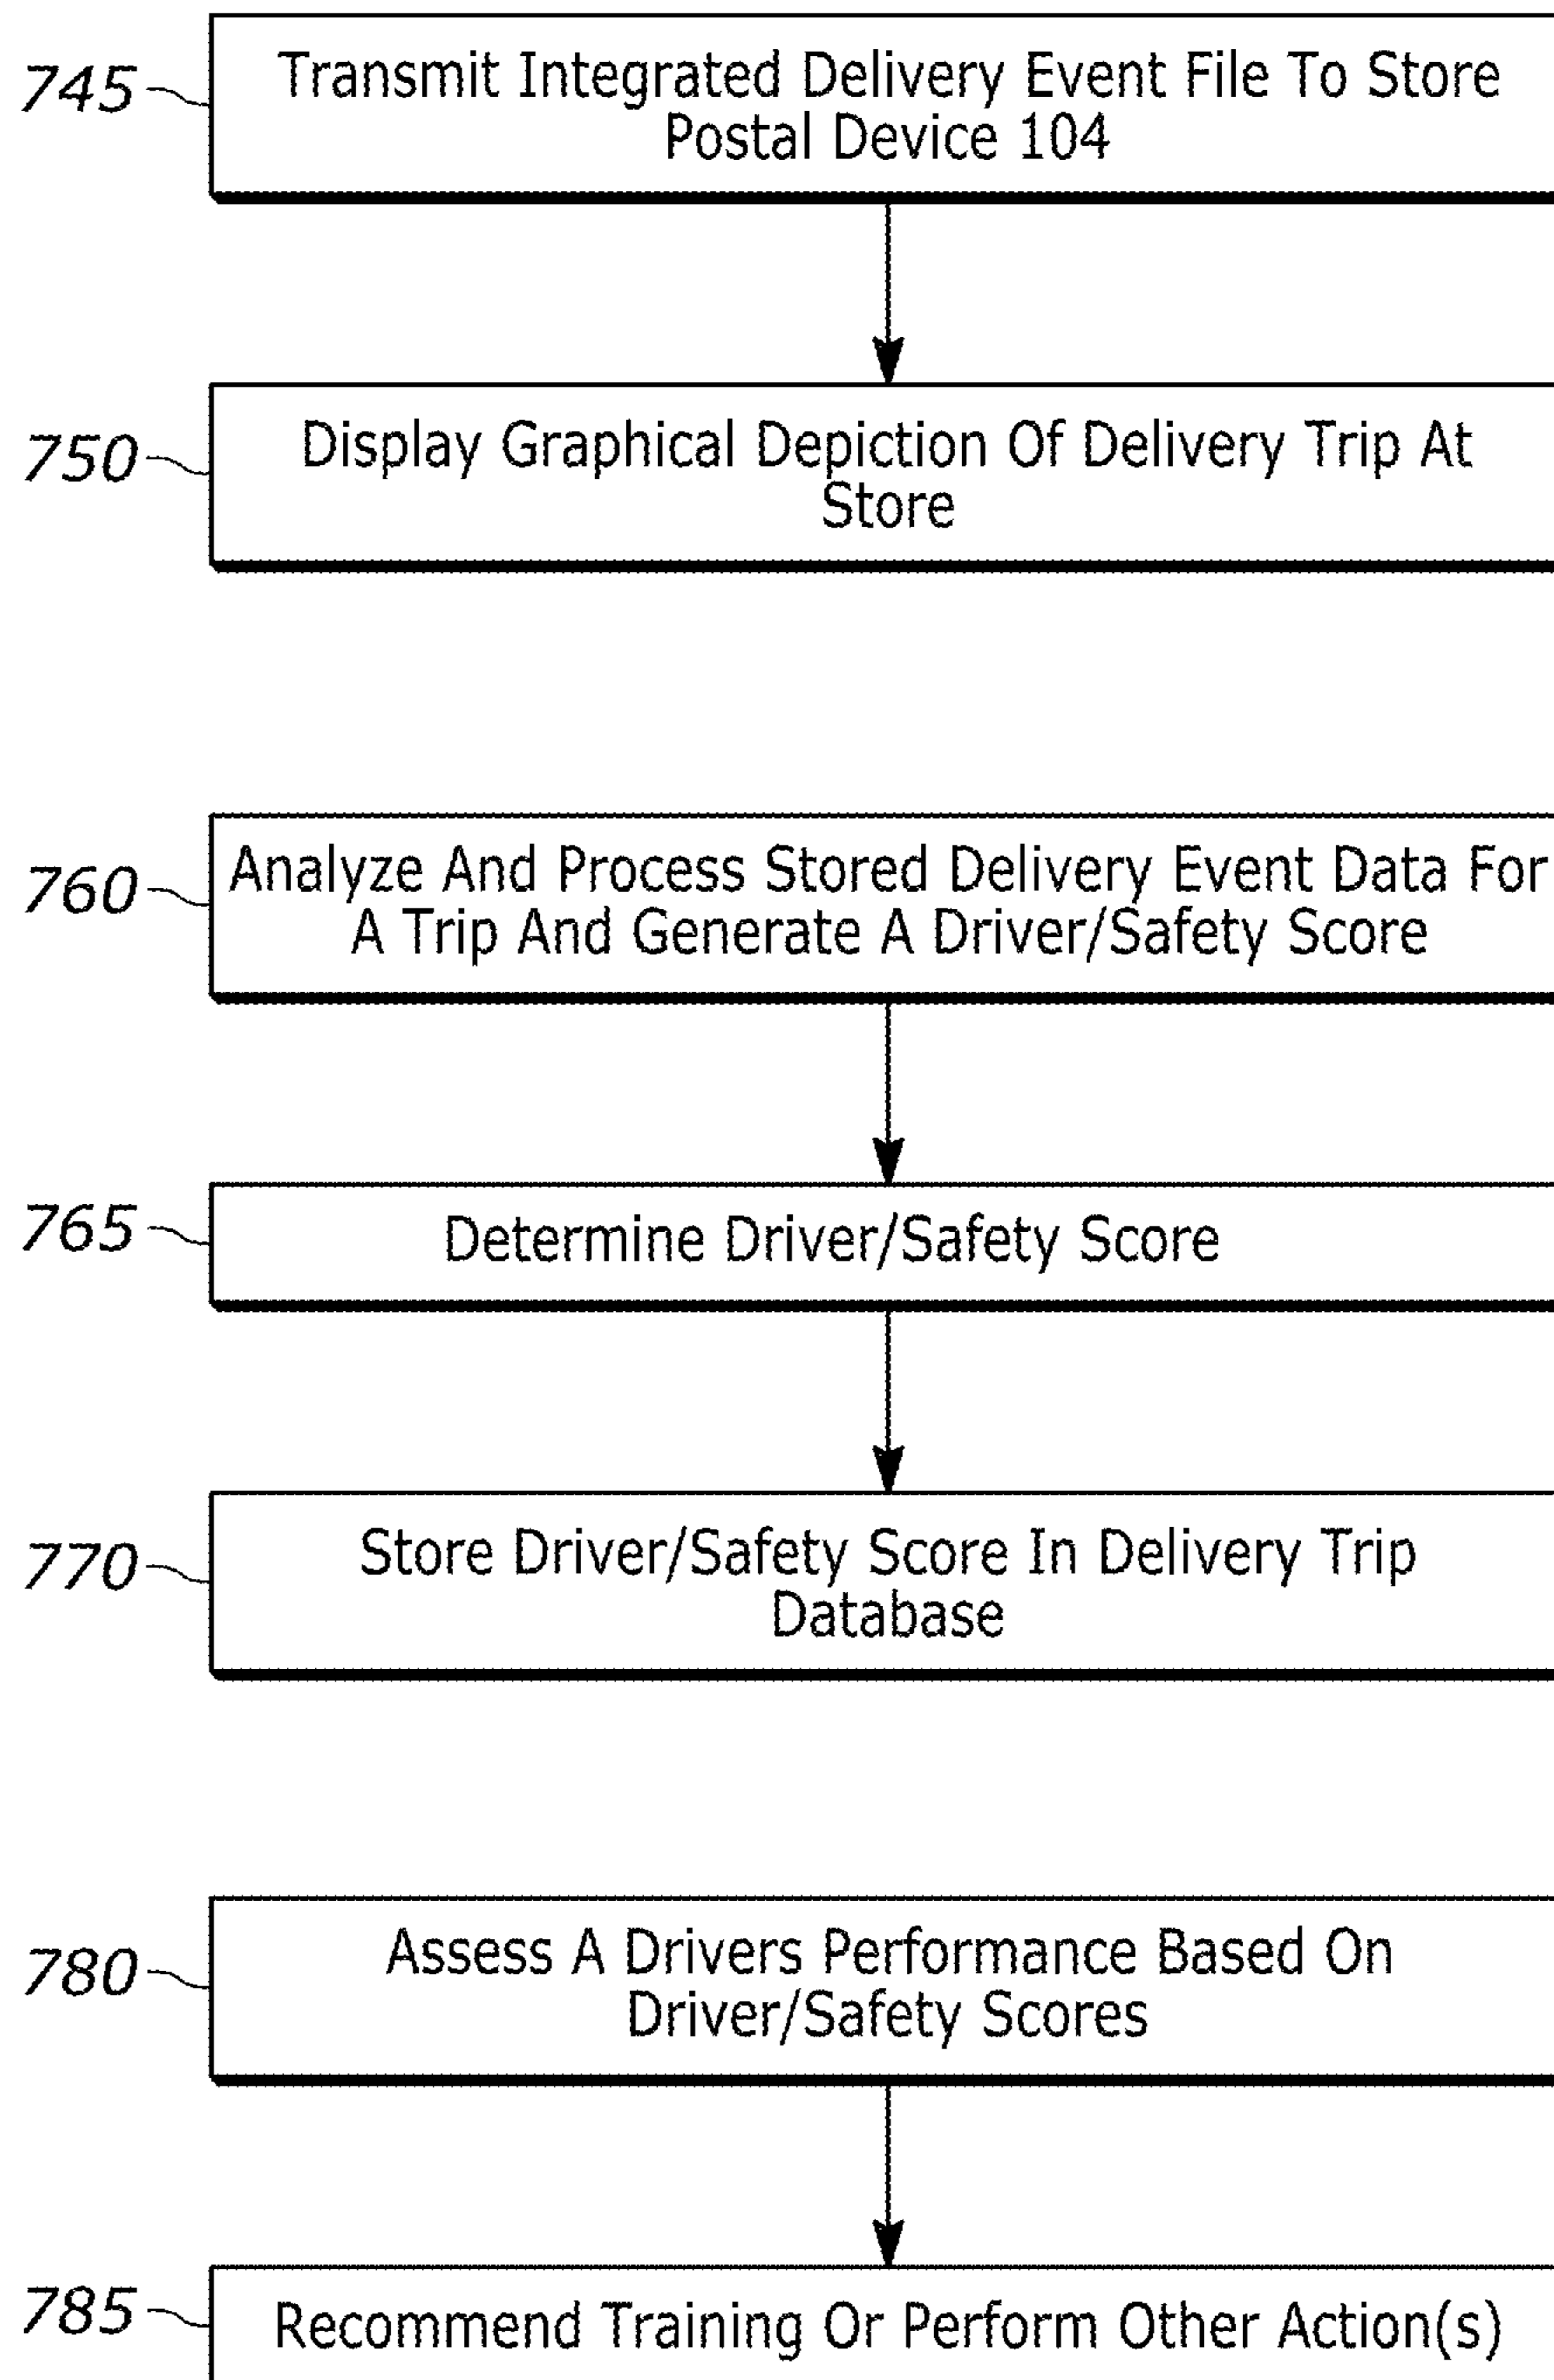 745
Transmit Integrated Delivery Event File To Store
Postal Device 104
750
Display Graphical Depiction Of Delivery Trip At
Store
760
Analyze And Process Stored Delivery Event Data For
A Trip And Generate A Driver/Safety Score
765
Determine Driver/Safety Score
770
Store Driver/Safety Score In Delivery Trip
Database
780
Assess A Drivers Performance Based On
Driver/Safety Scores
785
Recommend Training Or Perform Other Action(s)